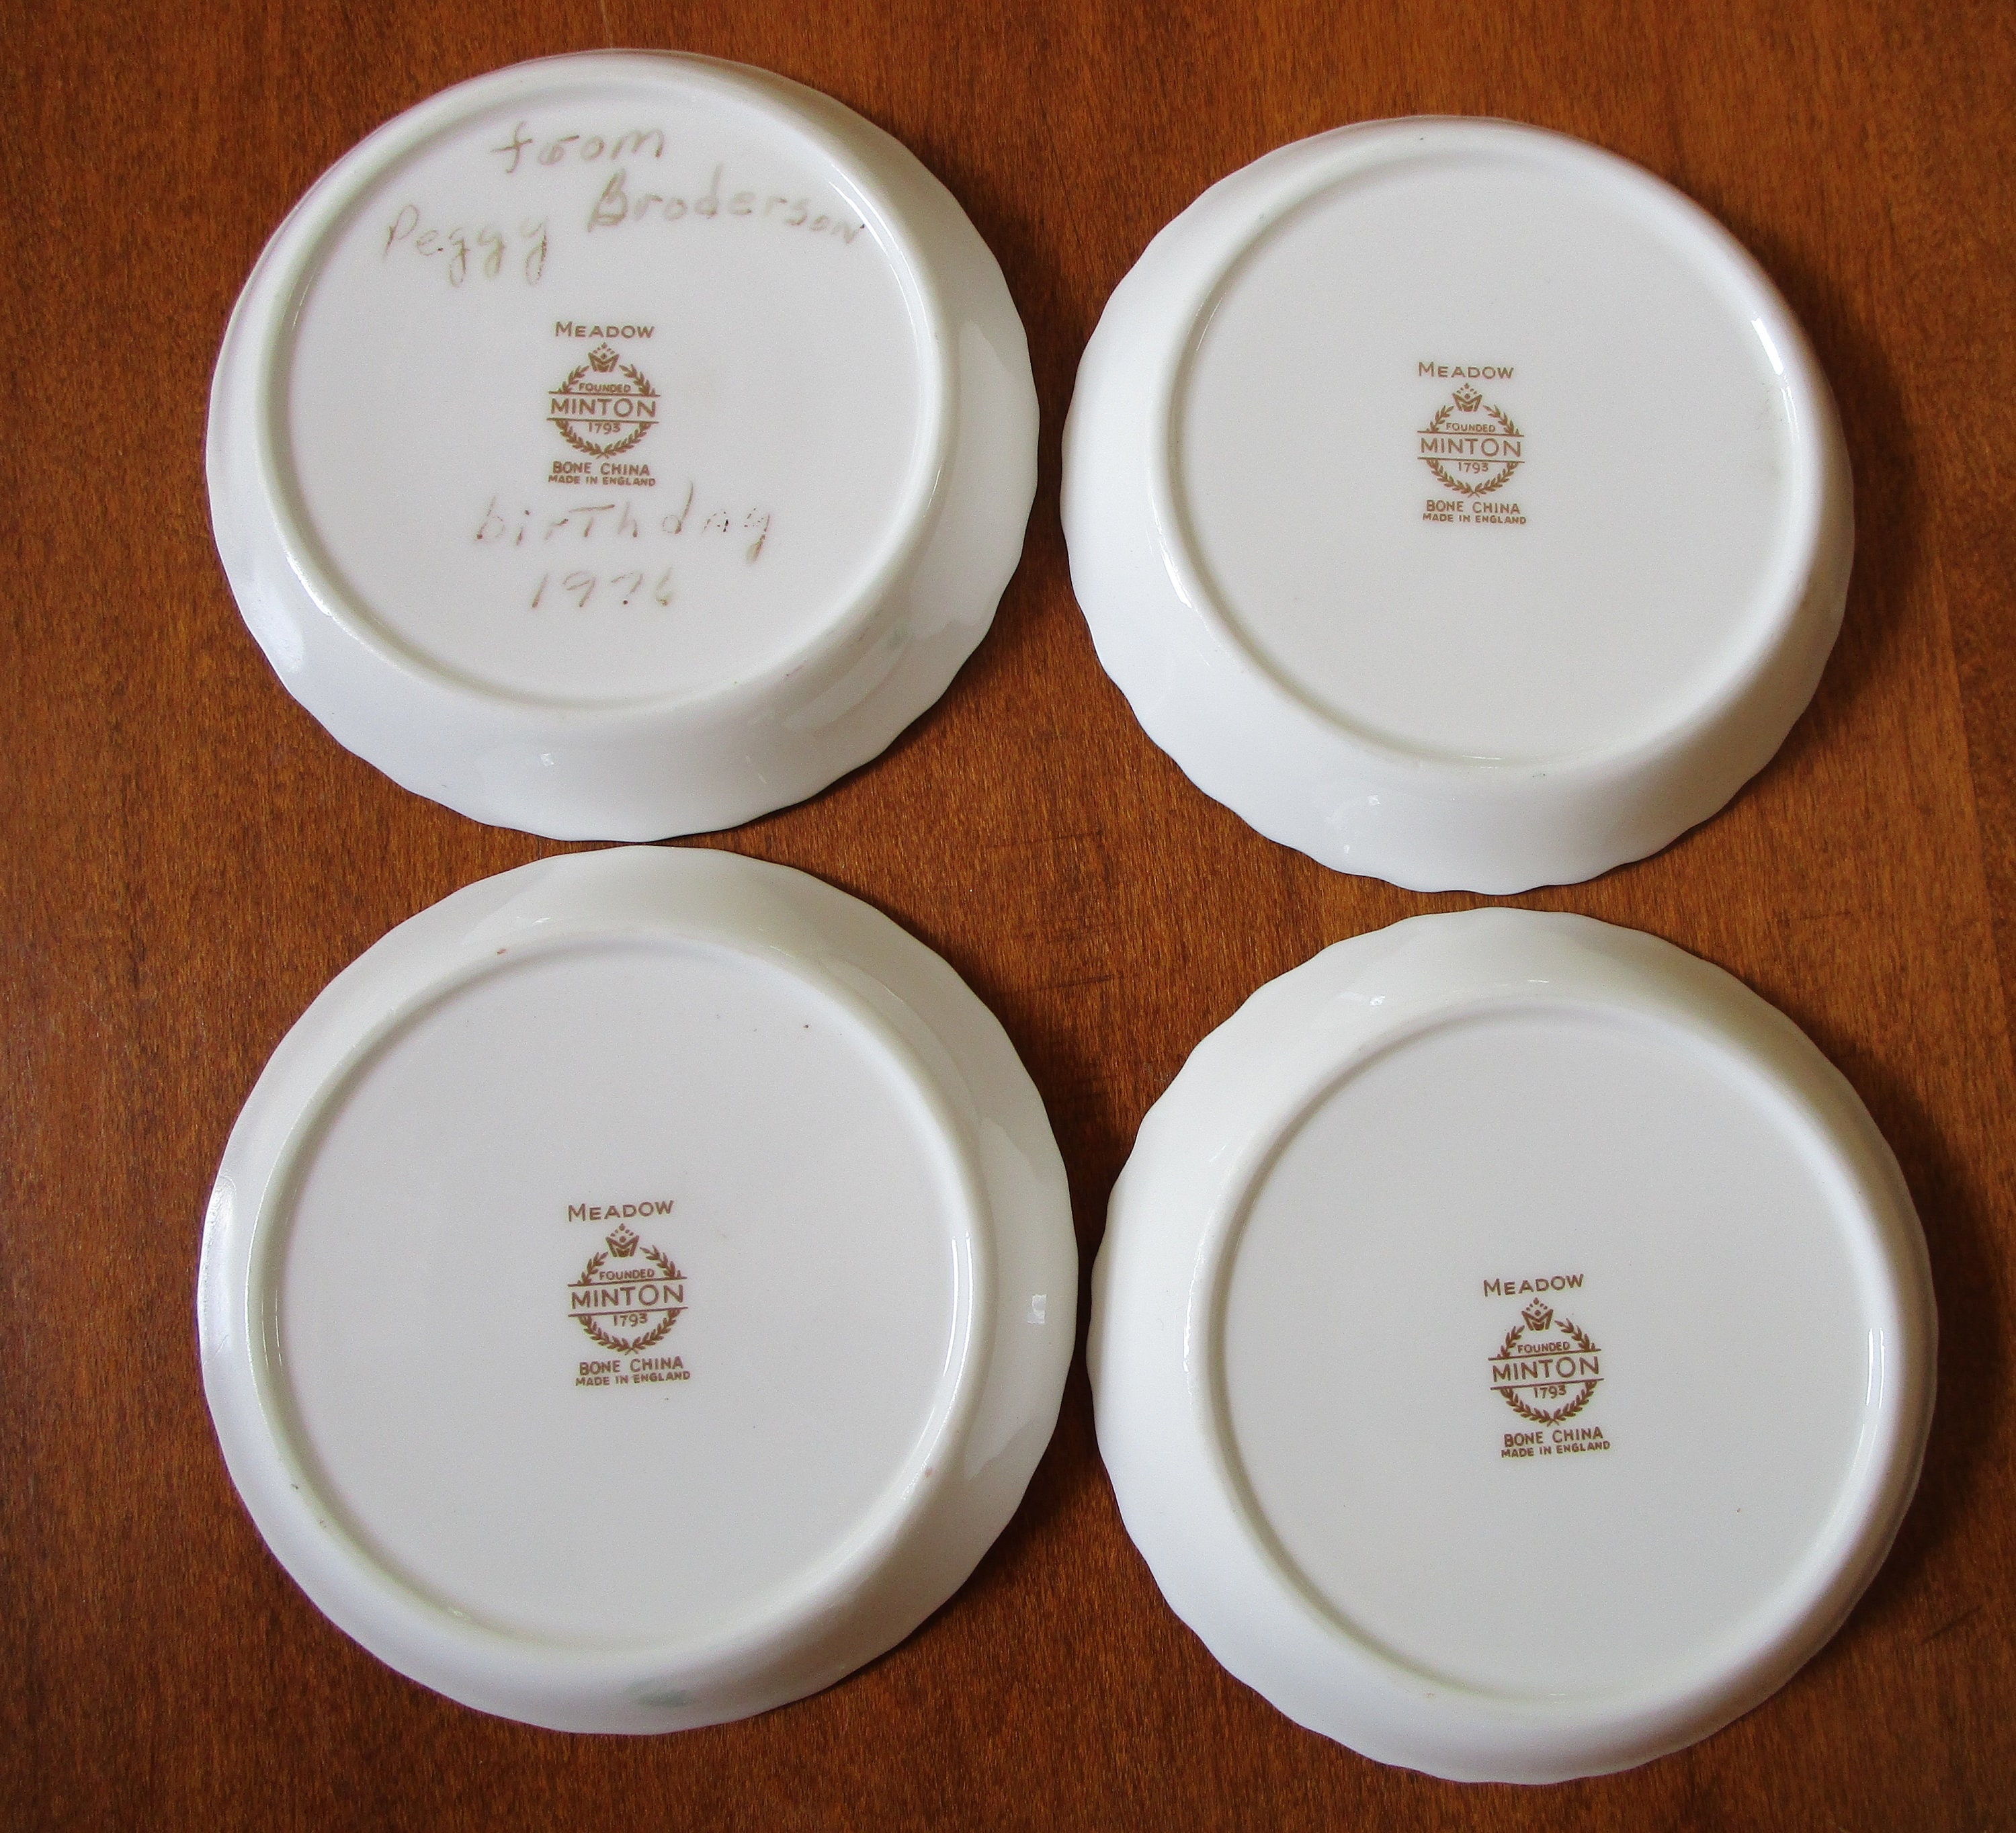 from
Peggy Broderson
MEADOW
FOUNDED
MINTON
1793
BONE CHINA
MADE IN ENGLAND
birthday
1976
MEADOW
FOUNDED
MINTON
1793
BONE CHINA
MADE IN ENGLAND
MEADOW
FOUNDED
MINTON
1793
BONE CHINA
MADE IN ENGLAND
MEADOW
FOUNDED
MINTON
1793
BONE CHINA
MADE IN ENGLAND